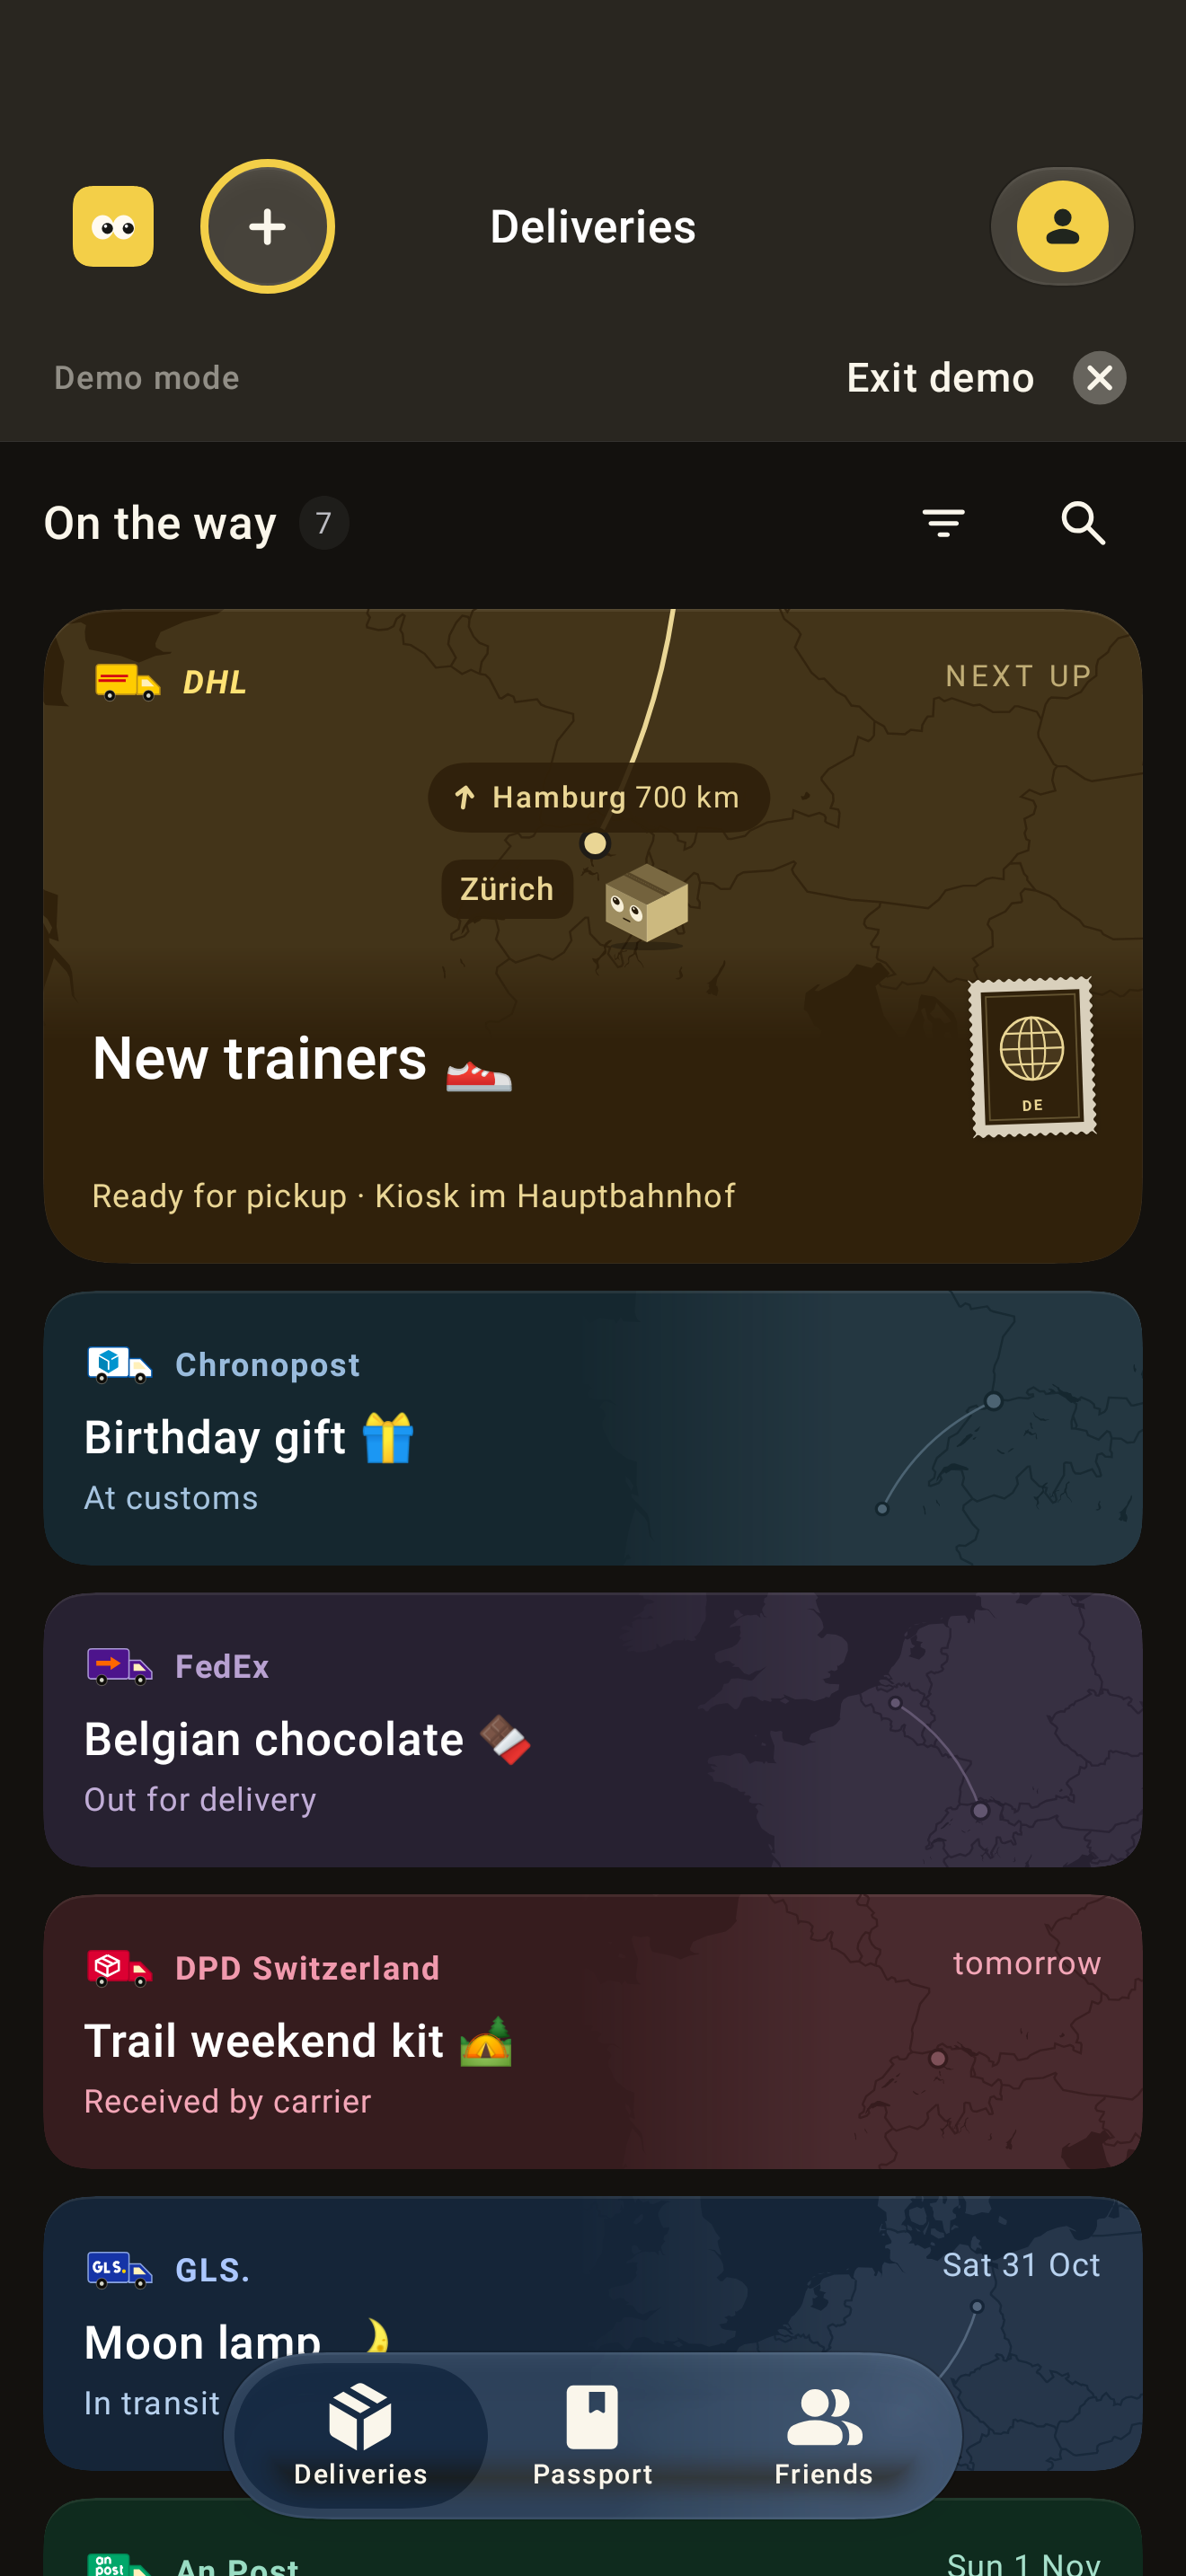 Deliveries
Demo mode
Exit demo
On the way 7
DHL
NEXT UP
Hamburg 700 km
Zürich
New trainers
DE
Ready for pickup · Kiosk im Hauptbahnhof
Chronopost
Birthday gift
At customs
FedEx
Belgian chocolate
Out for delivery
DPD Switzerland
tomorrow
Trail weekend kit
Received by carrier
GLS.
GLS.
Sat 31 Oct
Moon lamp
In transit
Deliveries
Passport
Friends
an
post
An Post
Sun 1 Nov